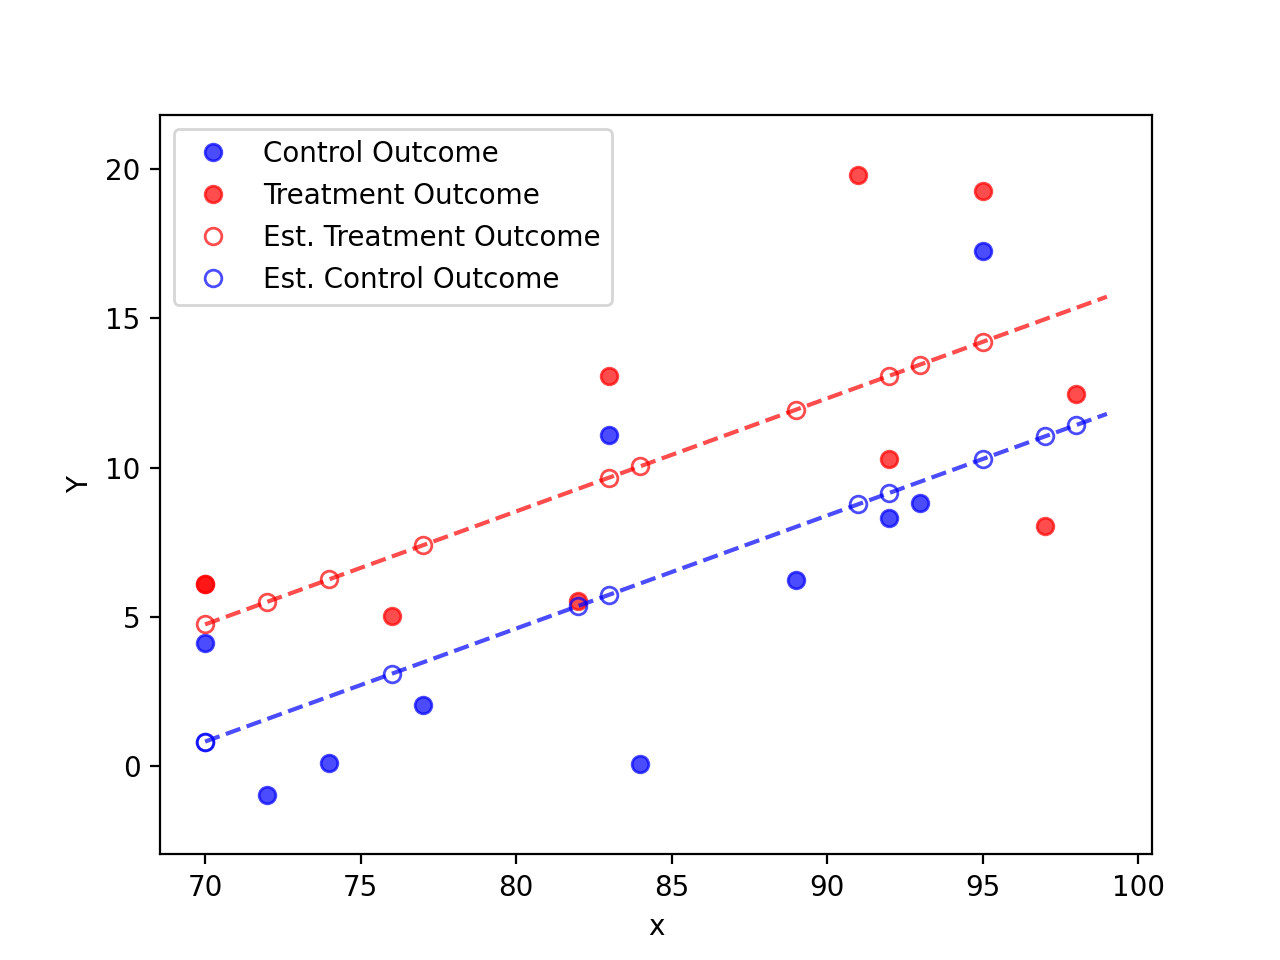 Control Outcome
Treatment Outcome
Est. Treatment Outcome
Est. Control Outcome
20
15
10
5
0
Y
70 75 80 85 90 95 100
x